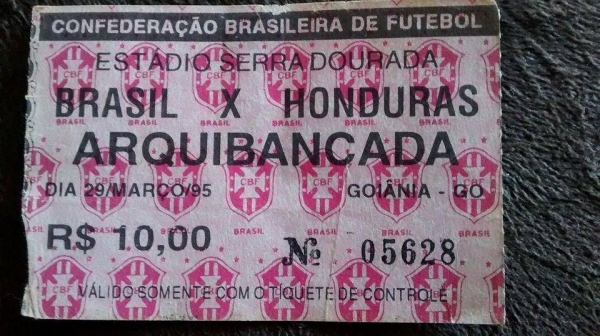 CONFEDERAÇÃO BRASILEIRA DE FUTEBOL
ESTÁDIO SERRA DOURADA
BRASIL X HONDURAS
ARQUIBANCADA
DIA 29/MARÇO/95 GOIÂNIA - GO
R$ 10,00 Nº 05628
VÁLIDO SOMENTE COM O TÍQUETE DE CONTROLE